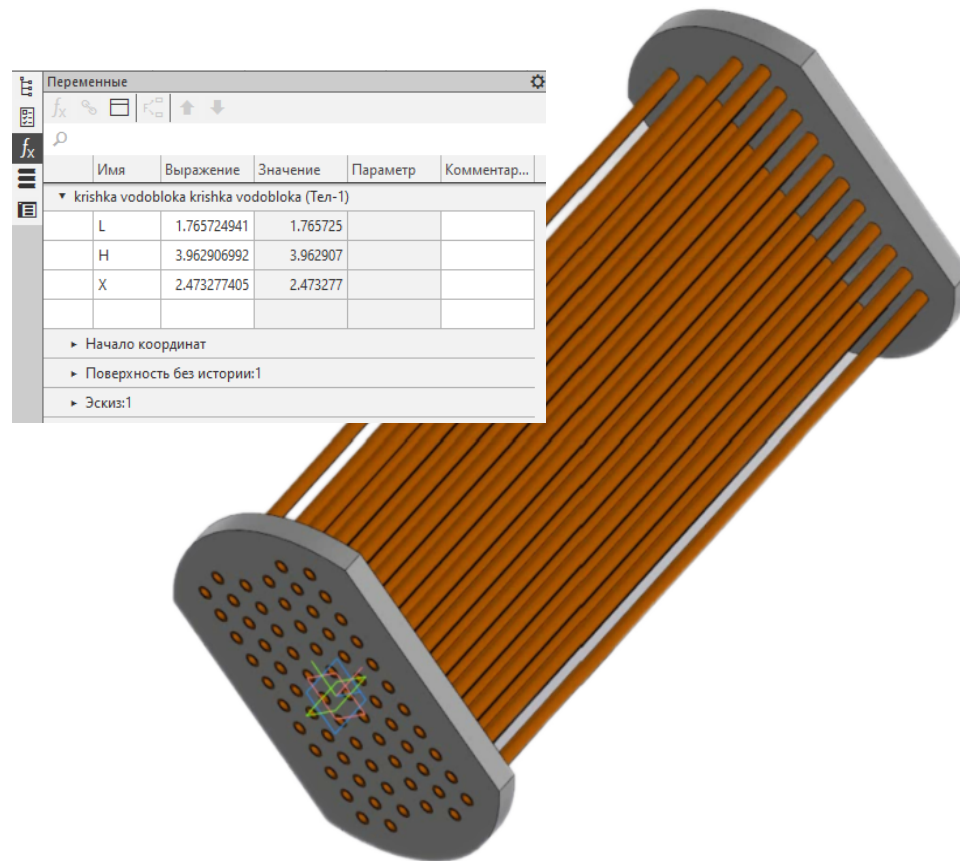 Переменные
fx
Имя Выражение Значение Параметр Комментар...
krishka vodobloka krishka vodobloka (Тел-1)
L 1.765724941 1.765725
H 3.962906992 3.962907
X 2.473277405 2.473277
Начало координат
Поверхность без истории:1
Эскиз:1